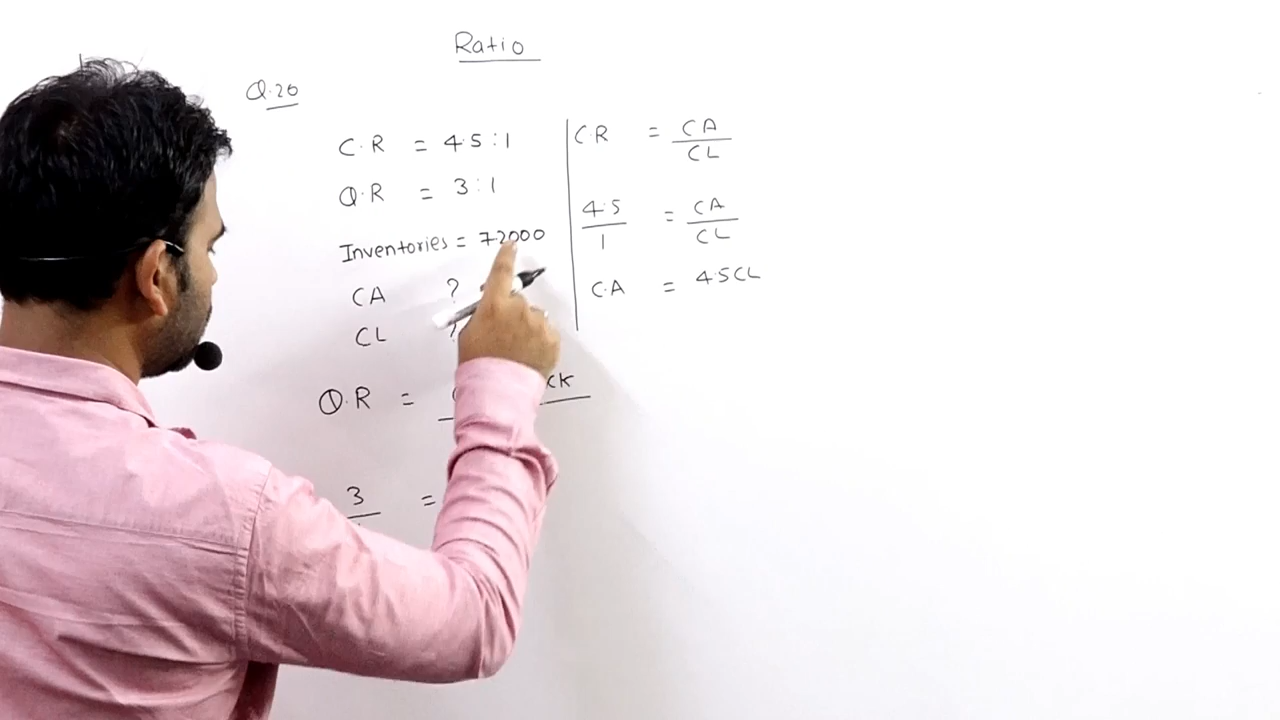 Ratio
Q.26
C.R = 4.5 : 1
Q.R = 3 : 1
Inventories = 72000
CA ?
CL ?
Q.R =
3 =
C.R = CA
CL
4.5 = CA
1 CL
C.A = 4.5CL